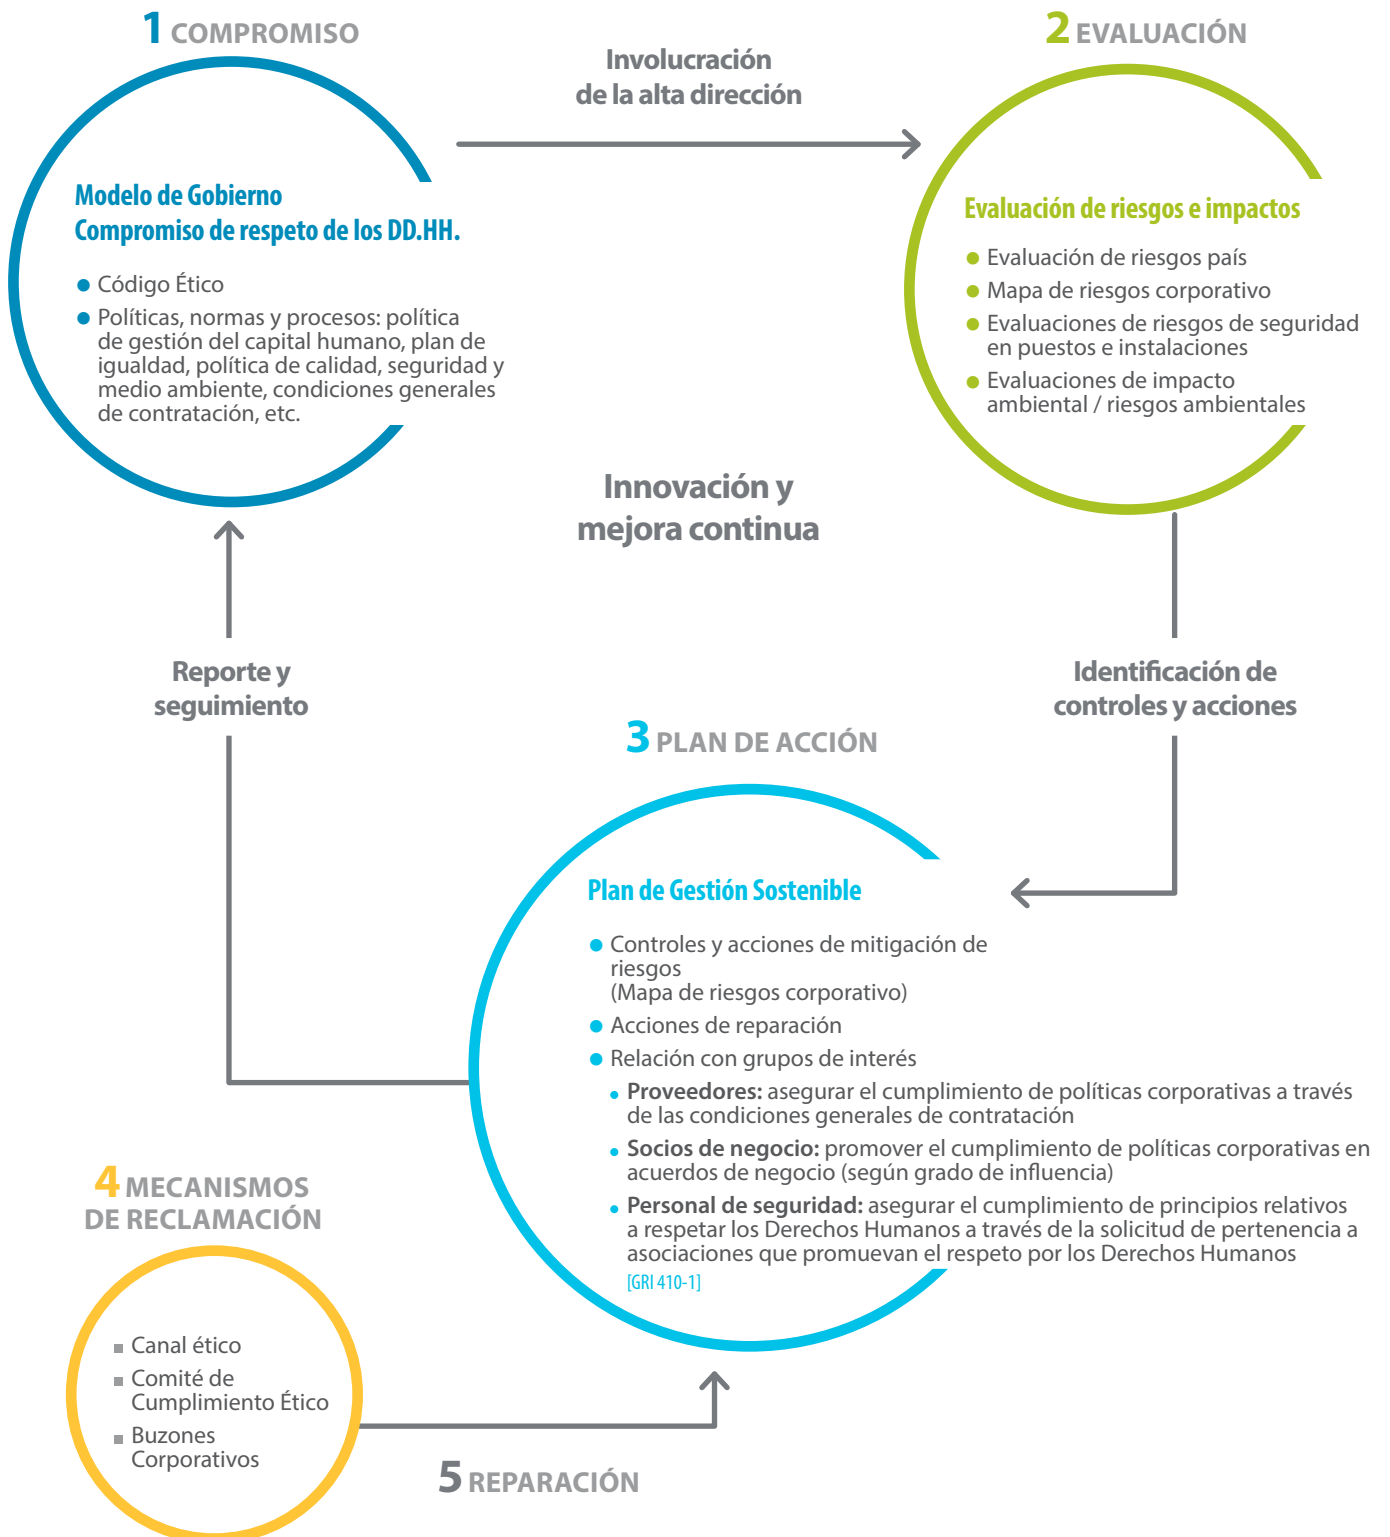 1 COMPROMISO
Modelo de Gobierno
Compromiso de respeto de los DD.HH.
Código Ético
Políticas, normas y procesos: política
de gestión del capital humano, plan de
igualdad, política de calidad, seguridad y
medio ambiente, condiciones generales
de contratación, etc.
Involucración
de la alta dirección
2 EVALUACIÓN
Evaluación de riesgos e impactos
Evaluación de riesgos país
Mapa de riesgos corporativo
Evaluaciones de riesgos de seguridad
en puestos e instalaciones
Evaluaciones de impacto
ambiental / riesgos ambientales
Innovación y
mejora continua
Reporte y
seguimiento
Identificación de
controles y acciones
3 PLAN DE ACCIÓN
Plan de Gestión Sostenible
Controles y acciones de mitigación de
riesgos
(Mapa de riesgos corporativo)
Acciones de reparación
Relación con grupos de interés
Proveedores: asegurar el cumplimiento de políticas corporativas a través
de las condiciones generales de contratación
Socios de negocio: promover el cumplimiento de políticas corporativas en
acuerdos de negocio (según grado de influencia)
Personal de seguridad: asegurar el cumplimiento de principios relativos
a respetar los Derechos Humanos a través de la solicitud de pertenencia a
asociaciones que promuevan el respeto por los Derechos Humanos
[GRI 410-1]
4 MECANISMOS
DE RECLAMACIÓN
Canal ético
Comité de
Cumplimiento Ético
Buzones
Corporativos
5 REPARACIÓN